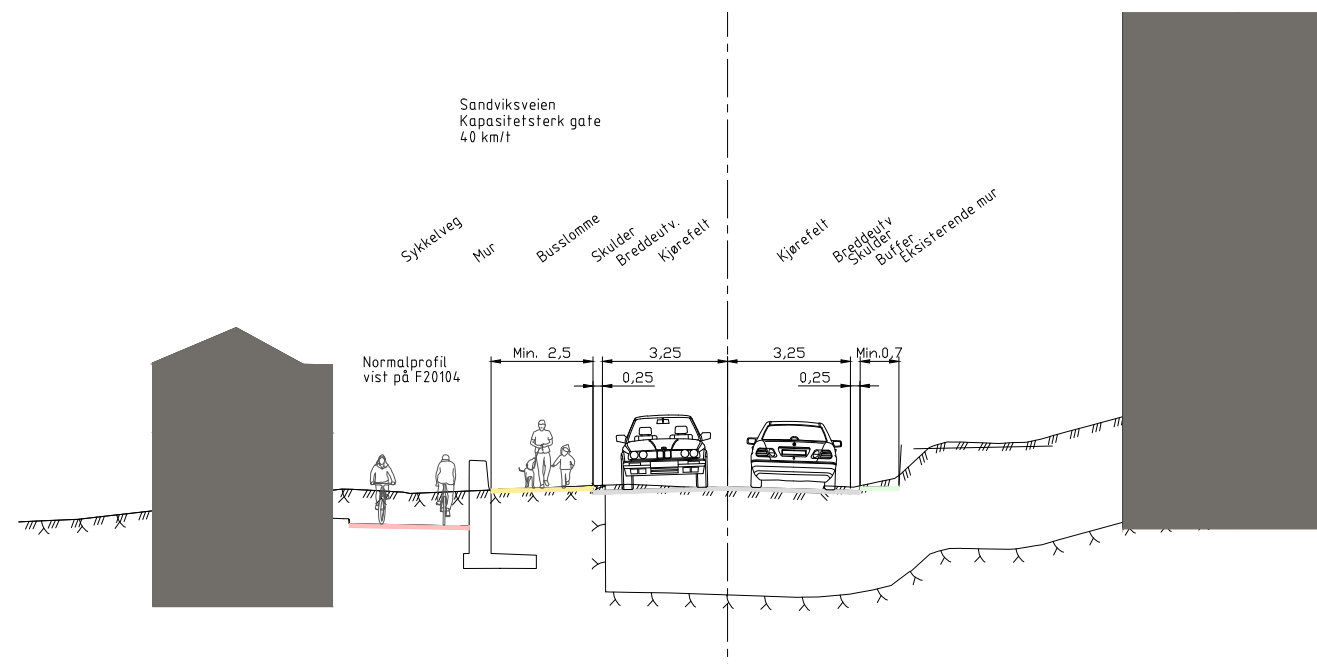 Sandviksveien
Kapasitetsterk gate
40 km/t
Sykkelveg
Mur
Busslomme
Skulder
Breddeutv.
Kjørefelt
Kjørefelt
Breddeutv
Skulder
Buffer
Eksisterende mur
Normalprofil
vist på F20104
Min. 2,5
3,25
3,25
Min.0,7
0,25
0,25